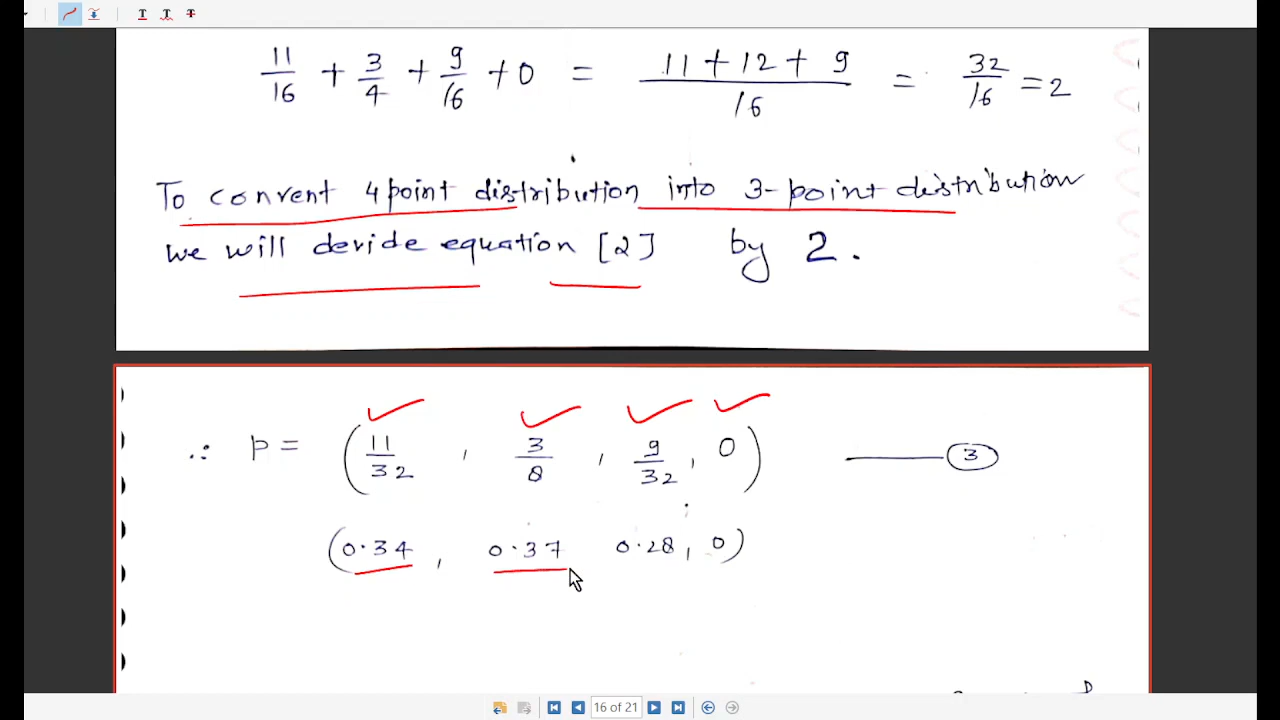 11/16 + 3/4 + 9/16 + 0 = 11 + 12 + 9 / 16 = 32/16 = 2
To convent 4 point distribution into 3-point distribution
we will devide equation [2] by 2.
∴ P = (11/32, 3/8, 9/32, 0) —— 3
(0.34, 0.37 0.28, 0)
16 of 21